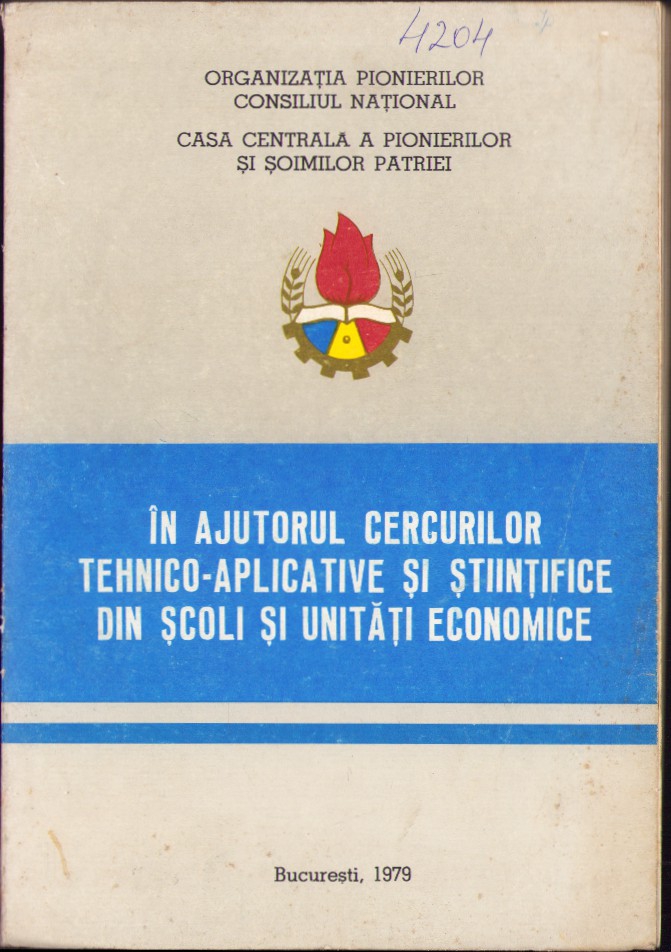 4204
ORGANIZAȚIA PIONIERILOR
CONSILIUL NAȚIONAL
CASA CENTRALĂ A PIONIERILOR
ȘI ȘOIMILOR PATRIEI
ÎN AJUTORUL CERCURILOR
TEHNICO-APLICATIVE ȘI ȘTIINȚIFICE
DIN ȘCOLI ȘI UNITĂȚI ECONOMICE
București, 1979